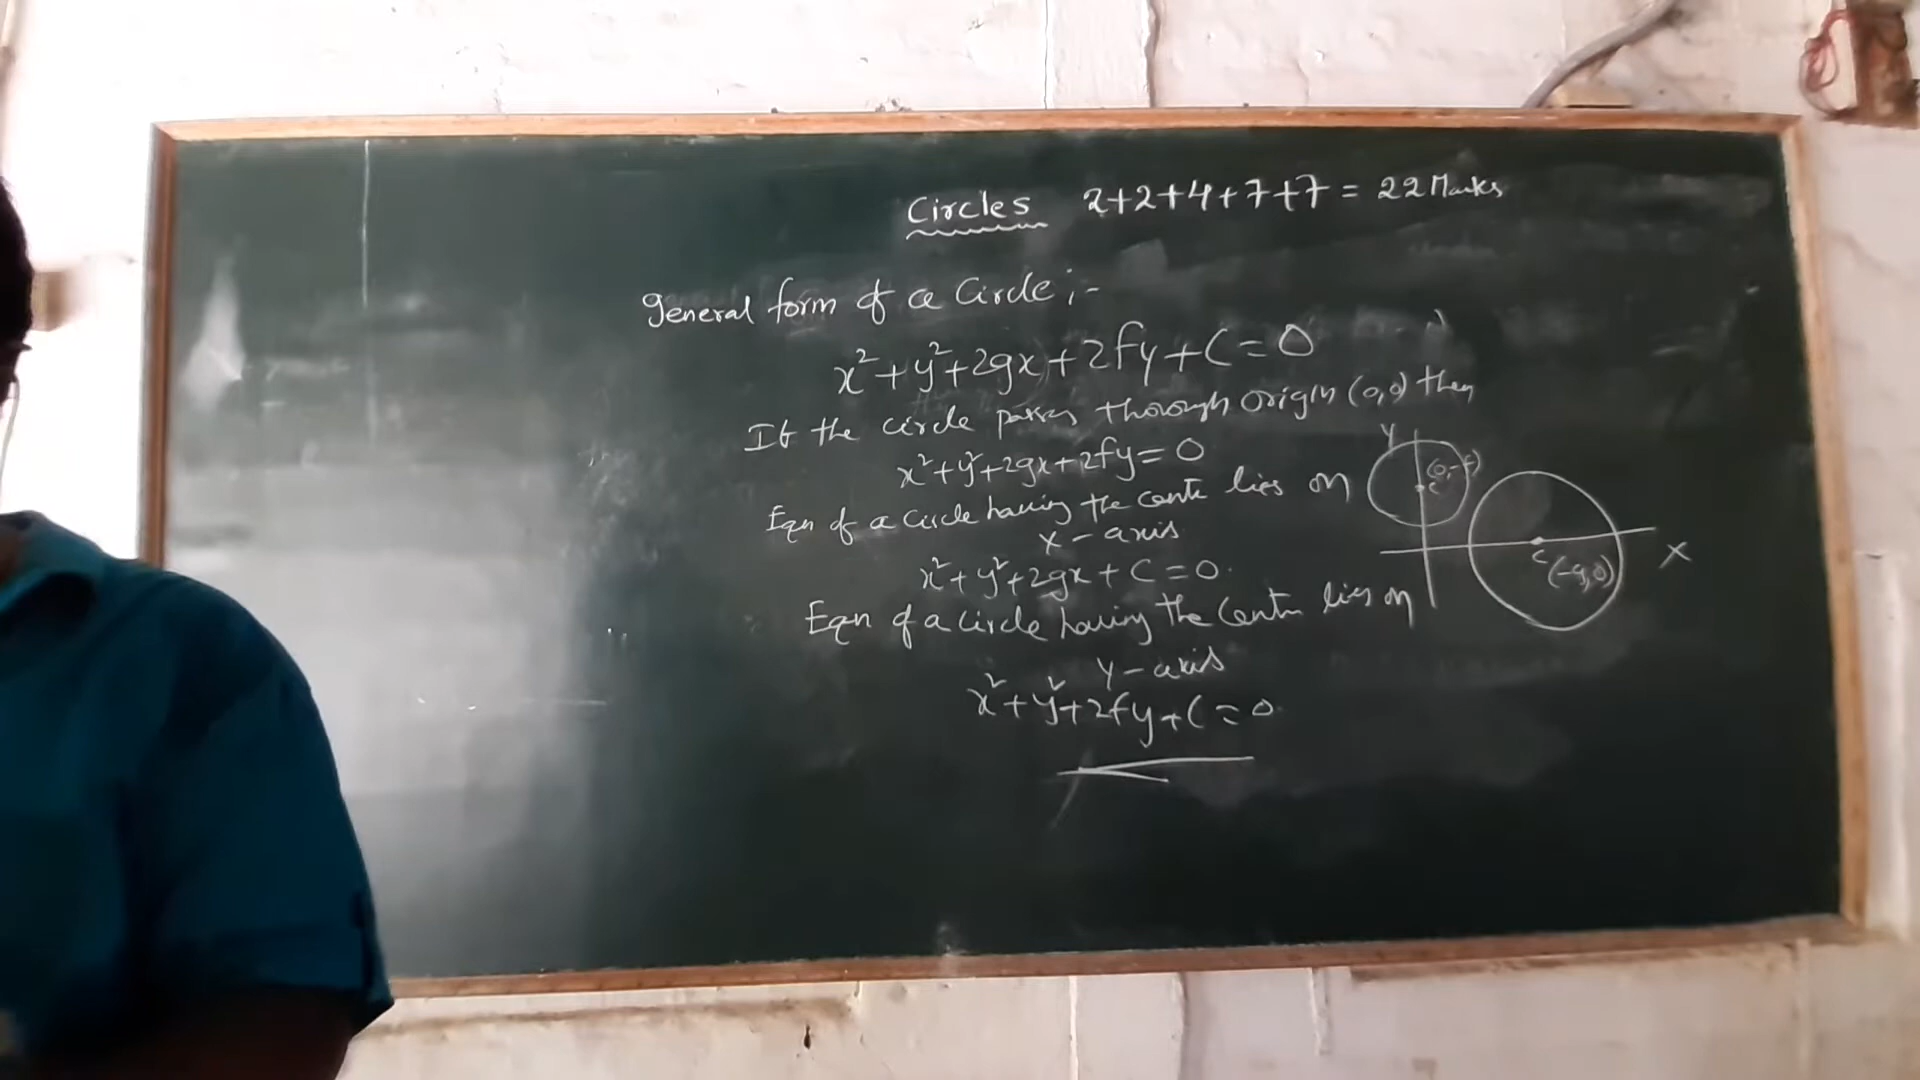 Circles 2+2+4+7+7 = 22 Marks
General form of a Circle :-
x²+y²+2gx+2fy+C=0
If the circle passes thorough origin (0,0) then
x²+y²+2gx+2fy=0
Eqn of a circle having the centre lies on
x-axis
x²+y²+2gx+C=0
Eqn of a circle having the centre lies on
y-axis
x²+y²+2fy+C=0
Y
(0,-f)
C
X
C
(-g,0)